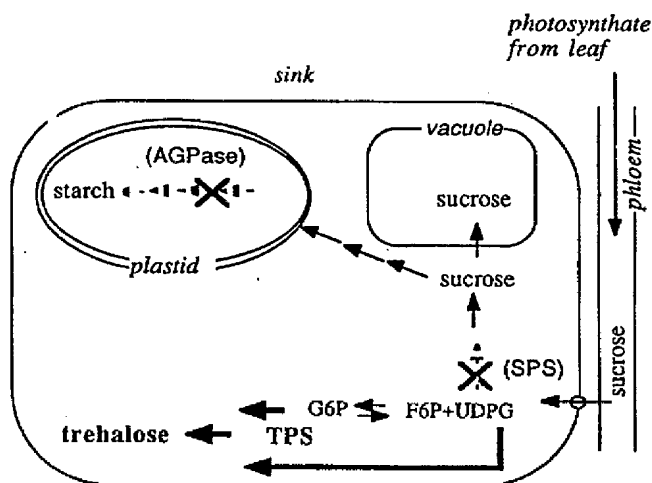 photosynthate
from leaf
sink
vacuole
phloem
(AGPase)
starch
sucrose
plastid
sucrose
(SPS)
sucrose
G6P
F6P+UDPG
trehalose
TPS